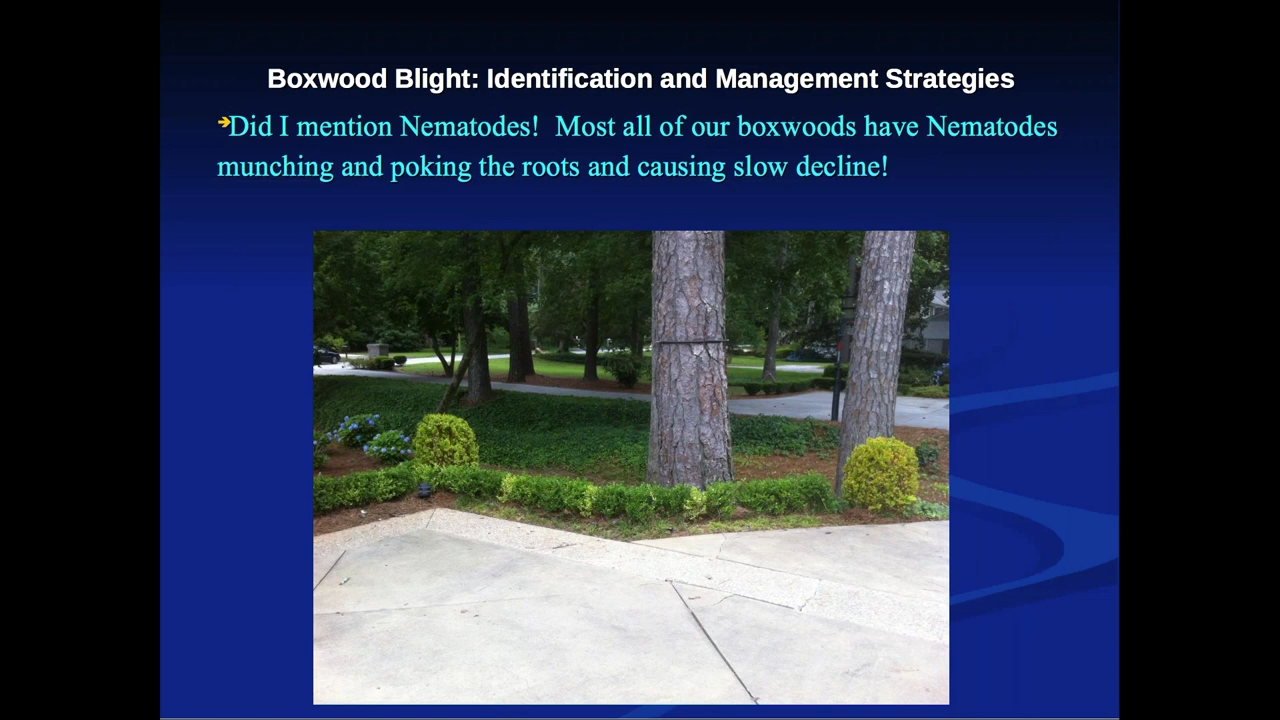 Boxwood Blight: Identification and Management Strategies
➔Did I mention Nematodes!  Most all of our boxwoods have Nematodes
munching and poking the roots and causing slow decline!